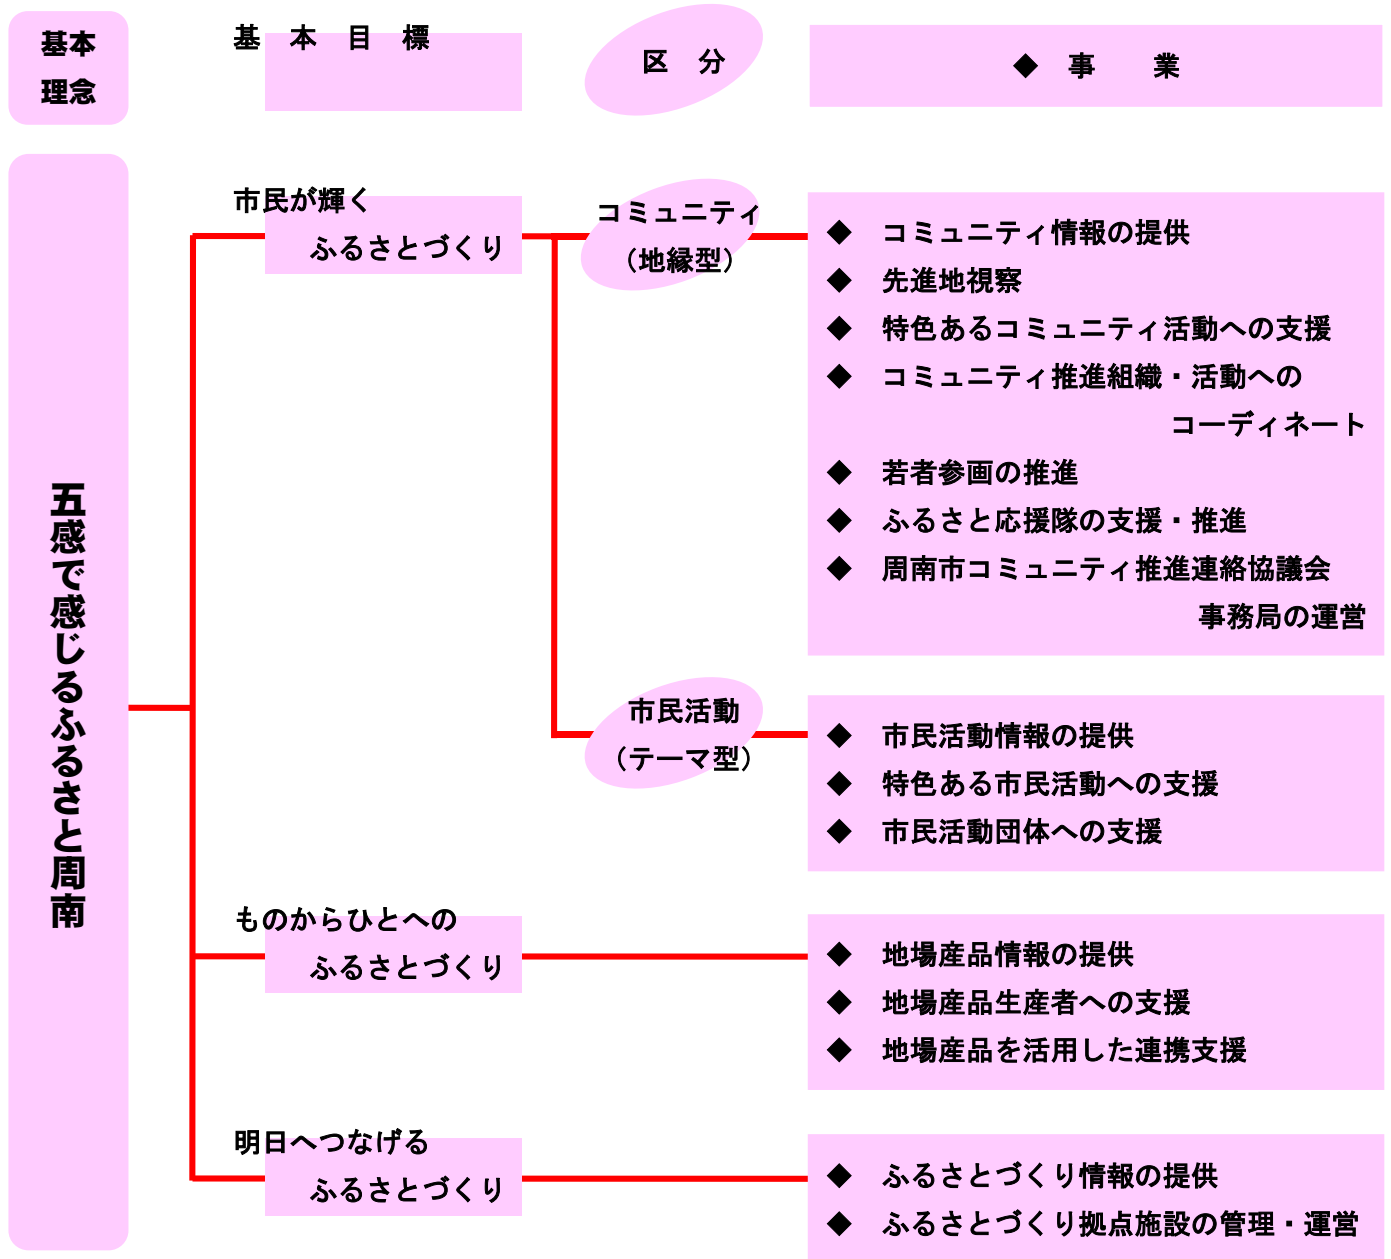 基本
理念
基　本　目　標
区　分
◆　事　　業
五感で感じるふるさと周南
市民が輝く
ふるさとづくり
コミュニティ
（地縁型）
◆　コミュニティ情報の提供
◆　先進地視察
◆　特色あるコミュニティ活動への支援
◆　コミュニティ推進組織・活動への
コーディネート
◆　若者参画の推進
◆　ふるさと応援隊の支援・推進
◆　周南市コミュニティ推進連絡協議会
事務局の運営
市民活動
（テーマ型）
◆　市民活動情報の提供
◆　特色ある市民活動への支援
◆　市民活動団体への支援
ものからひとへの
ふるさとづくり
◆　地場産品情報の提供
◆　地場産品生産者への支援
◆　地場産品を活用した連携支援
明日へつなげる
ふるさとづくり
◆　ふるさとづくり情報の提供
◆　ふるさとづくり拠点施設の管理・運営